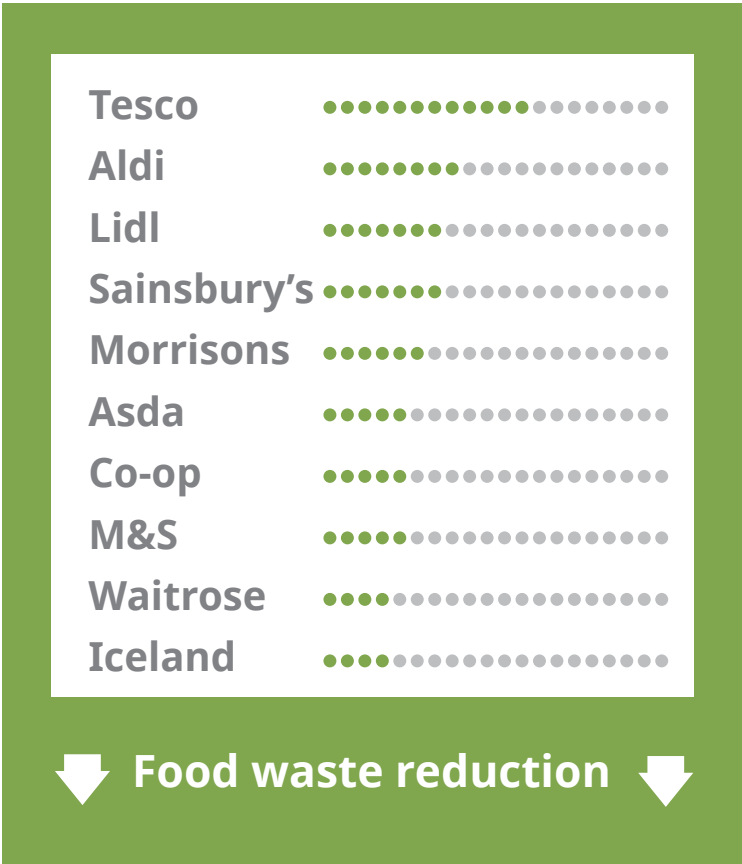 Tesco
Aldi
Lidl
Sainsbury’s
Morrisons
Asda
Co-op
M&S
Waitrose
Iceland
Food waste reduction